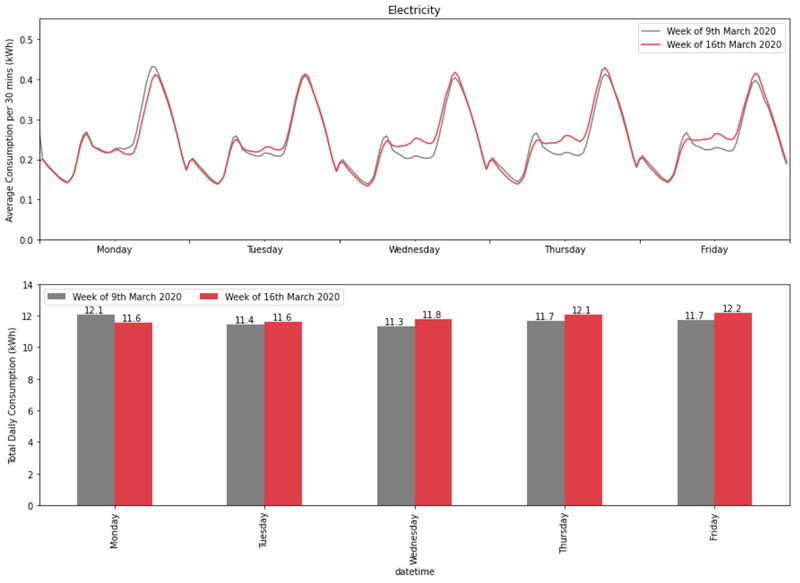 Electricity
Average Consumption per 30 mins (kWh)
0.5
0.4
0.3
0.2
0.1
0.0
Week of 9th March 2020
Week of 16th March 2020
Monday Tuesday Wednesday Thursday Friday
Total Daily Consumption (kWh)
14
12
10
8
6
4
2
0
Week of 9th March 2020 Week of 16th March 2020
12.1 11.6 11.4 11.6 11.3 11.8 11.7 12.1 11.7 12.2
Monday Tuesday Wednesday Thursday Friday
datetime